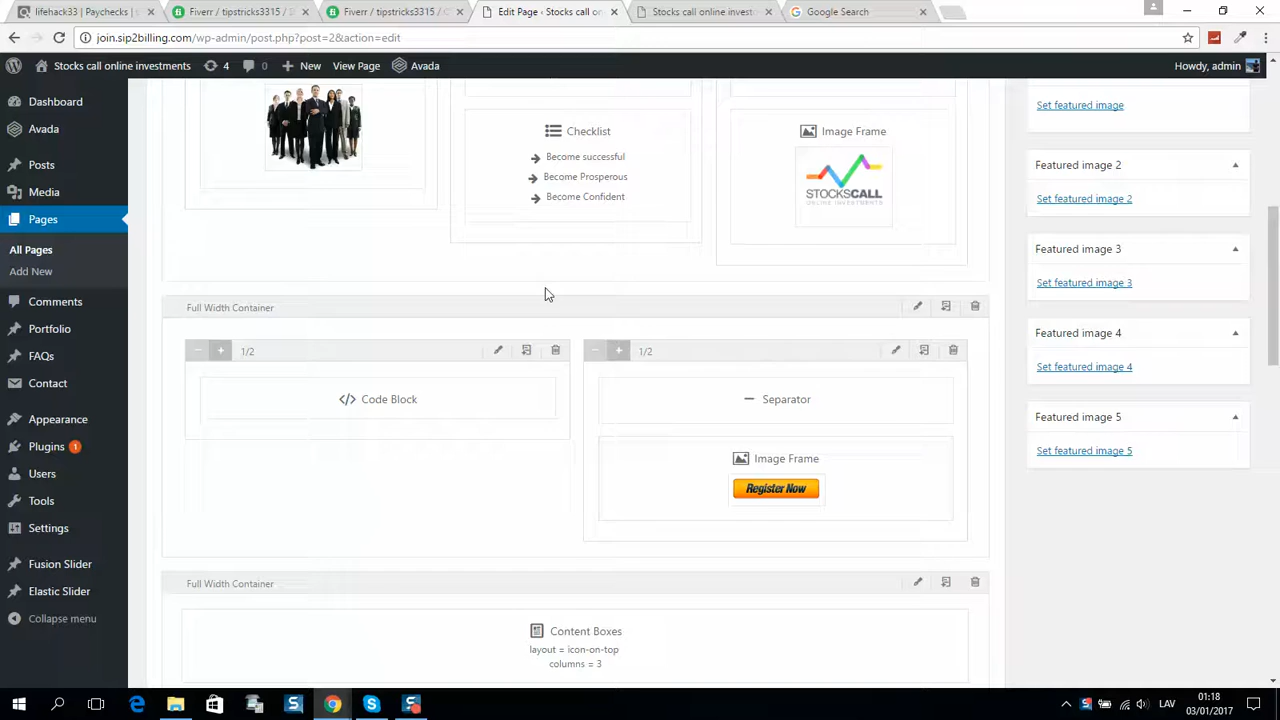 lifehack33 | Paychecks |
Fiverr / tipstricks3315 /
Fiverr / tipstricks3315 / C
Edit Page ‹ Stocks call on
Stocks call online investi
Google Search
join.sip2billing.com/wp-admin/post.php?post=2&action=edit
Stocks call online investments
4
0
New
View Page
Avada
Howdy, admin
Dashboard
Avada
Posts
Media
Pages
All Pages
Add New
Comments
Portfolio
FAQs
Contact
Appearance
Plugins 1
Users
Tools
Settings
Fusion Slider
Elastic Slider
Collapse menu
Checklist
Become successful
Become Prosperous
Become Confident
Image Frame
STOCKSCALL
ONLINE INVESTMENTS
Full Width Container
1/2
</> Code Block
1/2
Separator
Image Frame
Register Now
Full Width Container
Content Boxes
layout = icon-on-top
columns = 3
Set featured image
Featured image 2
Set featured image 2
Featured image 3
Set featured image 3
Featured image 4
Set featured image 4
Featured image 5
Set featured image 5
LAV
01:18
03/01/2017